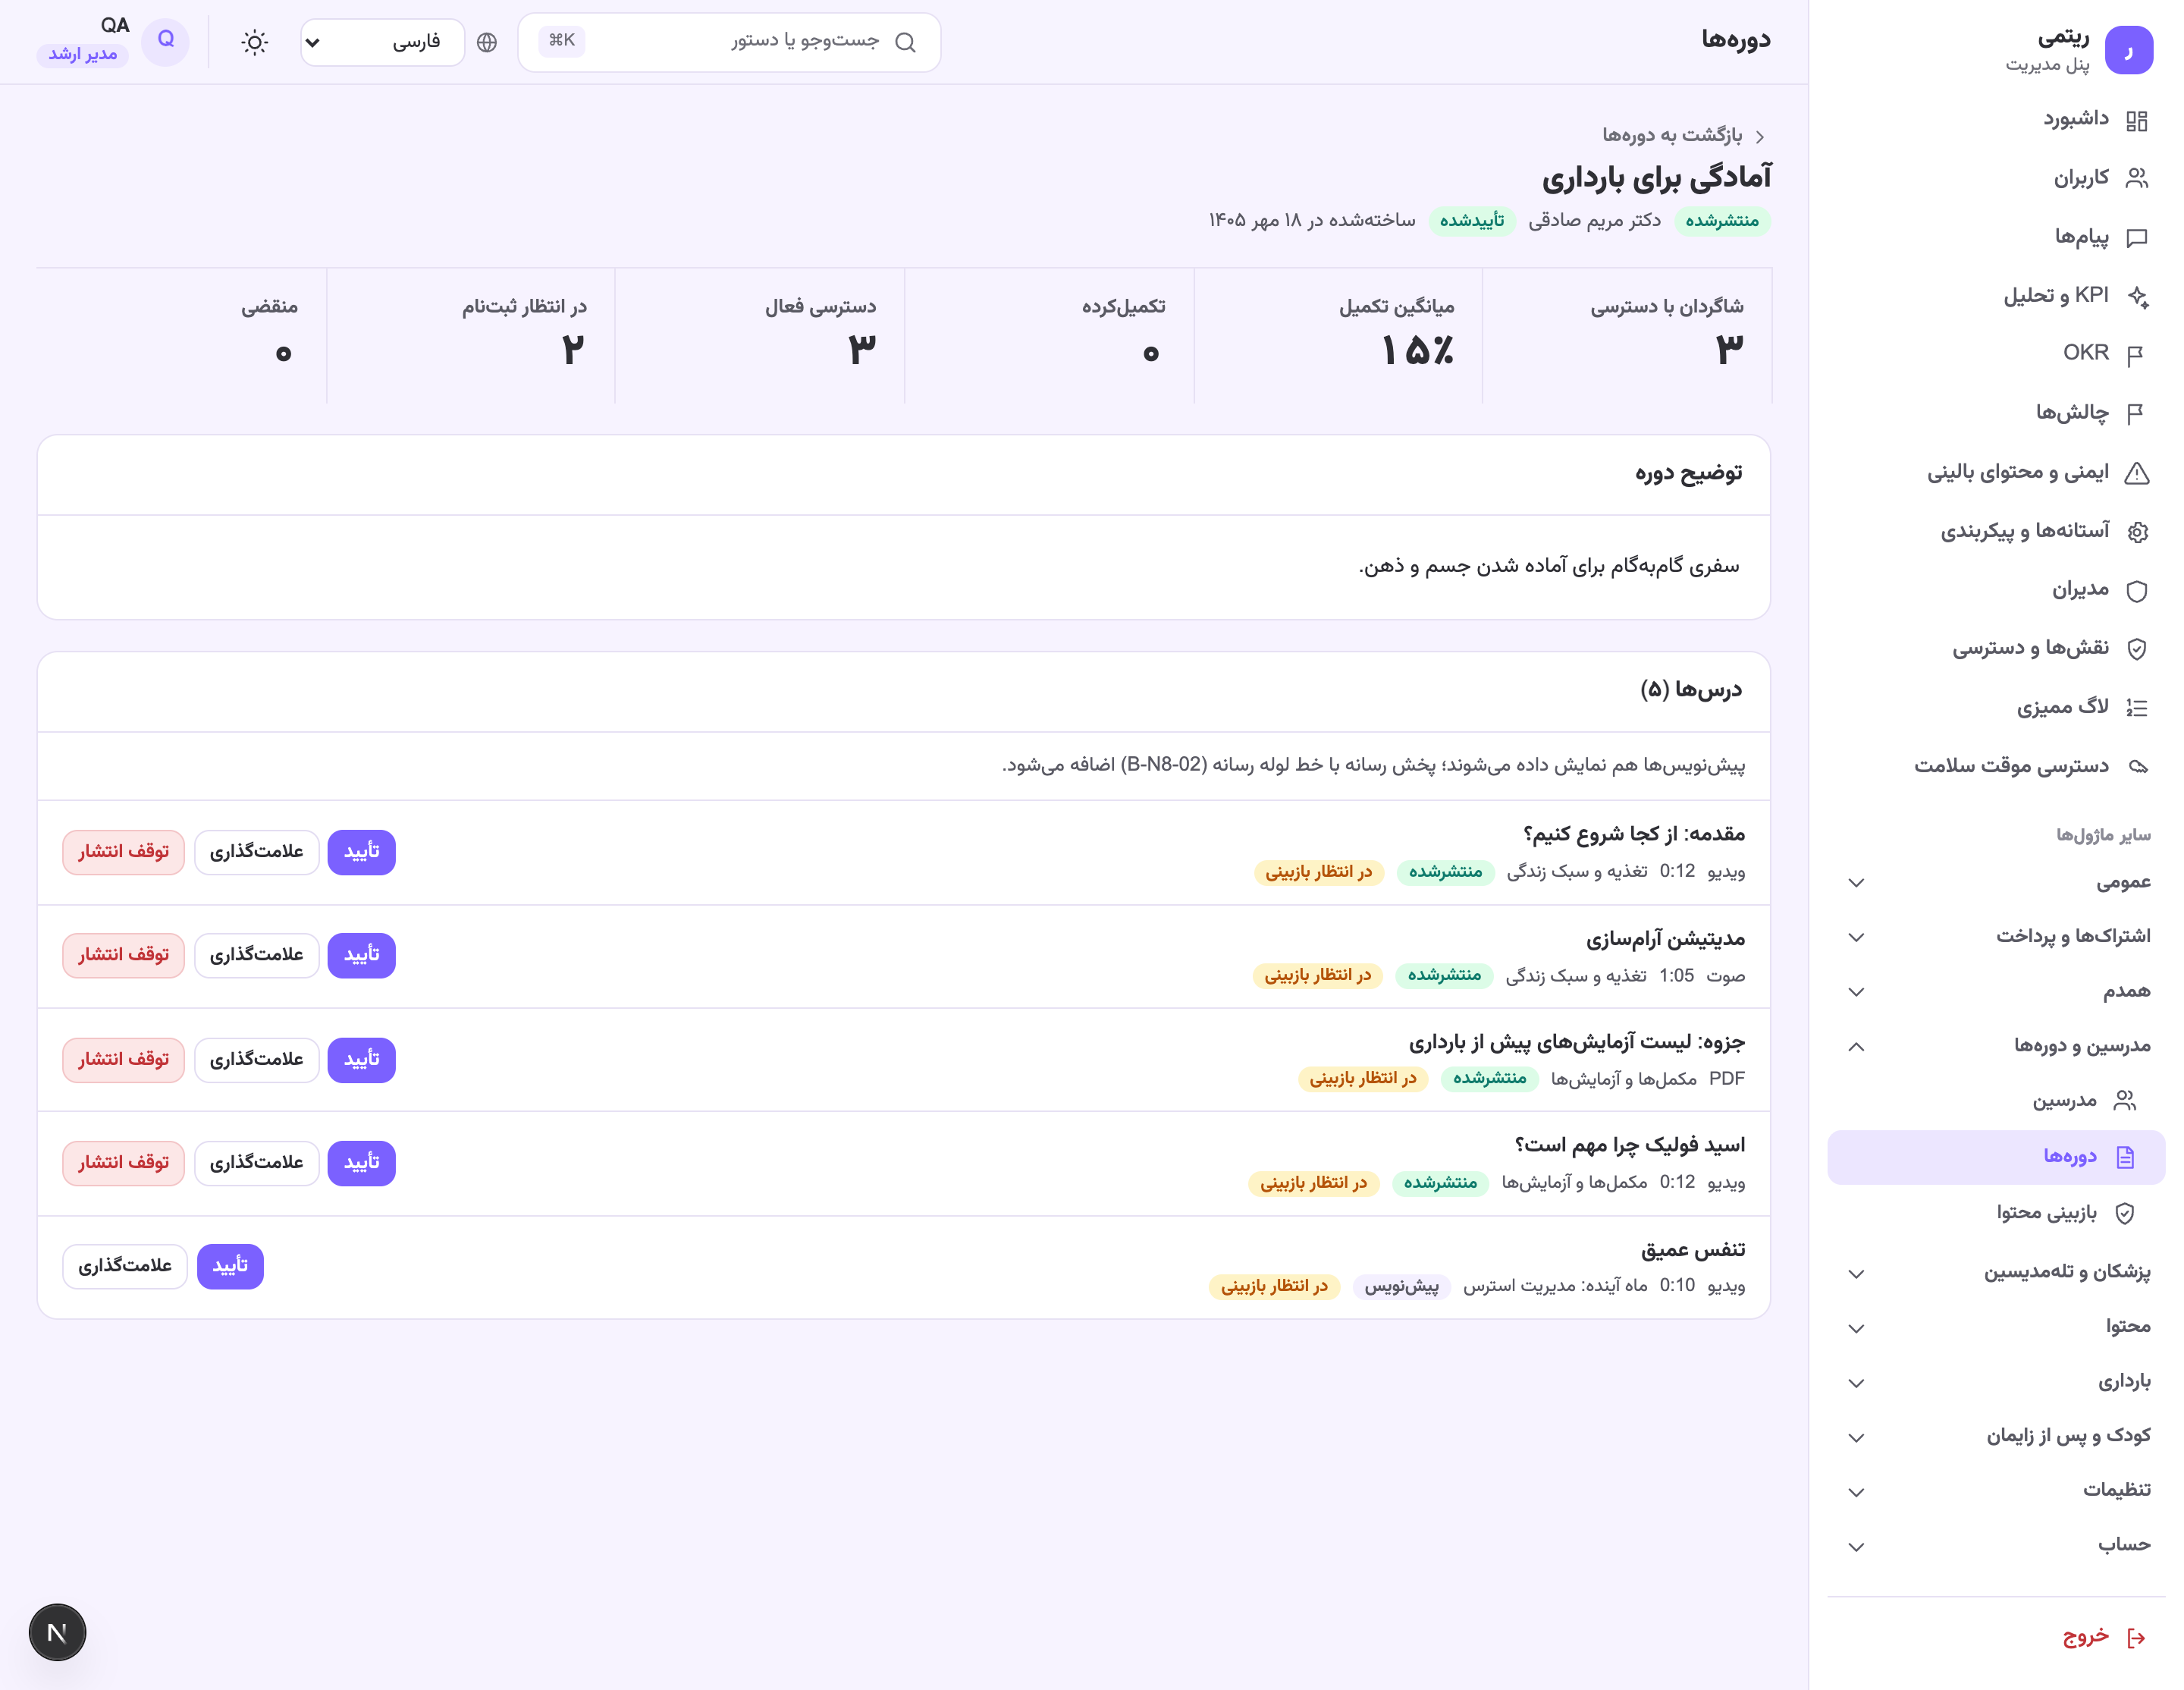 ر
ریتمی
پنل مدیریت
داشبورد
کاربران
پیام‌ها
KPI و تحلیل
OKR
چالش‌ها
ایمنی و محتوای بالینی
آستانه‌ها و پیکربندی
مدیران
نقش‌ها و دسترسی
لاگ ممیزی
دسترسی موقت سلامت
سایر ماژول‌ها
عمومی
اشتراک‌ها و پرداخت
همدم
مدرسین و دوره‌ها
مدرسین
دوره‌ها
بازبینی محتوا
پزشکان و تله‌مدیسین
محتوا
بارداری
کودک و پس از زایمان
تنظیمات
حساب
خروج
دوره‌ها
جست‌وجو یا دستور
⌘K
فارسی
Q
QA
مدیر ارشد
بازگشت به دوره‌ها
آمادگی برای بارداری
منتشرشده دکتر مریم صادقی تأییدشده ساخته‌شده در ۱۸ مهر ۱۴۰۵
شاگردان با دسترسی
۳
میانگین تکمیل
۱۵٪
تکمیل‌کرده
۰
دسترسی فعال
۳
در انتظار ثبت‌نام
۲
منقضی
۰
توضیح دوره
سفری گام‌به‌گام برای آماده شدن جسم و ذهن.
درس‌ها (۵)
پیش‌نویس‌ها هم نمایش داده می‌شوند؛ پخش رسانه با خط لوله رسانه (B-N8-02) اضافه می‌شود.
مقدمه: از کجا شروع کنیم؟
ویدیو 0:12 تغذیه و سبک زندگی منتشرشده در انتظار بازبینی
تأیید علامت‌گذاری توقف انتشار
مدیتیشن آرام‌سازی
صوت 1:05 تغذیه و سبک زندگی منتشرشده در انتظار بازبینی
تأیید علامت‌گذاری توقف انتشار
جزوه: لیست آزمایش‌های پیش از بارداری
PDF مکمل‌ها و آزمایش‌ها منتشرشده در انتظار بازبینی
تأیید علامت‌گذاری توقف انتشار
اسید فولیک چرا مهم است؟
ویدیو 0:12 مکمل‌ها و آزمایش‌ها منتشرشده در انتظار بازبینی
تأیید علامت‌گذاری توقف انتشار
تنفس عمیق
ویدیو 0:10 ماه آینده: مدیریت استرس پیش‌نویس در انتظار بازبینی
تأیید علامت‌گذاری
N